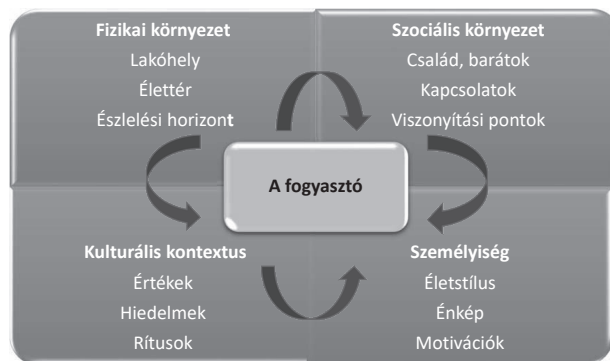 Fizikai környezet
Lakóhely
Élettér
Észlelési horizont
Szociális környezet
Család, barátok
Kapcsolatok
Viszonyítási pontok
A fogyasztó
Kulturális kontextus
Értékek
Hiedelmek
Rítusok
Személyiség
Életstílus
Énkép
Motivációk